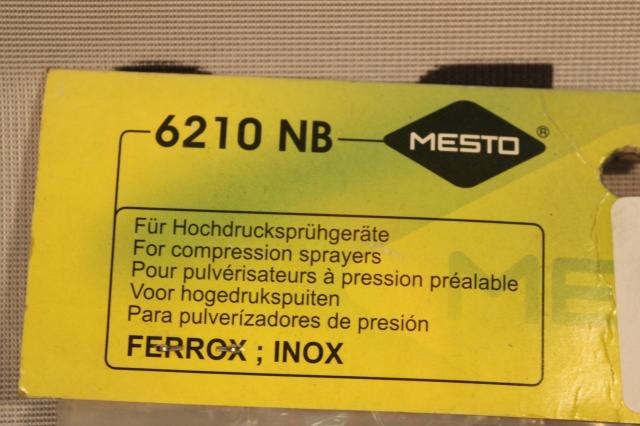 6210 NB MESTO ®
Für Hochdrucksprühgeräte
For compression sprayers
Pour pulvérisateurs à pression préalable
Voor hogedrukspuiten
Para pulverízadores de presión
FERROX ; INOX